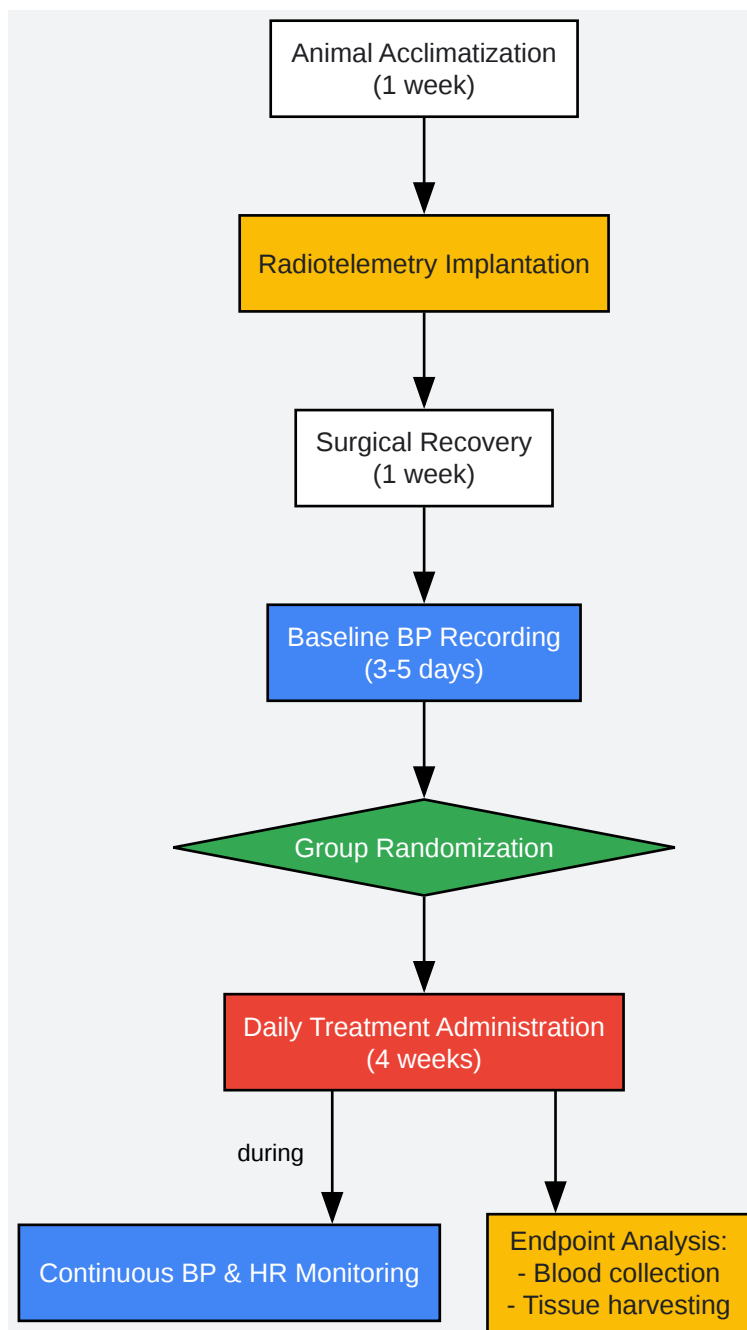 Animal Acclimatization
(1 week)
Radiotelemetry Implantation
Surgical Recovery
(1 week)
Baseline BP Recording
(3-5 days)
Group Randomization
Daily Treatment Administration
(4 weeks)
during
Continuous BP & HR Monitoring
Endpoint Analysis:
- Blood collection
- Tissue harvesting